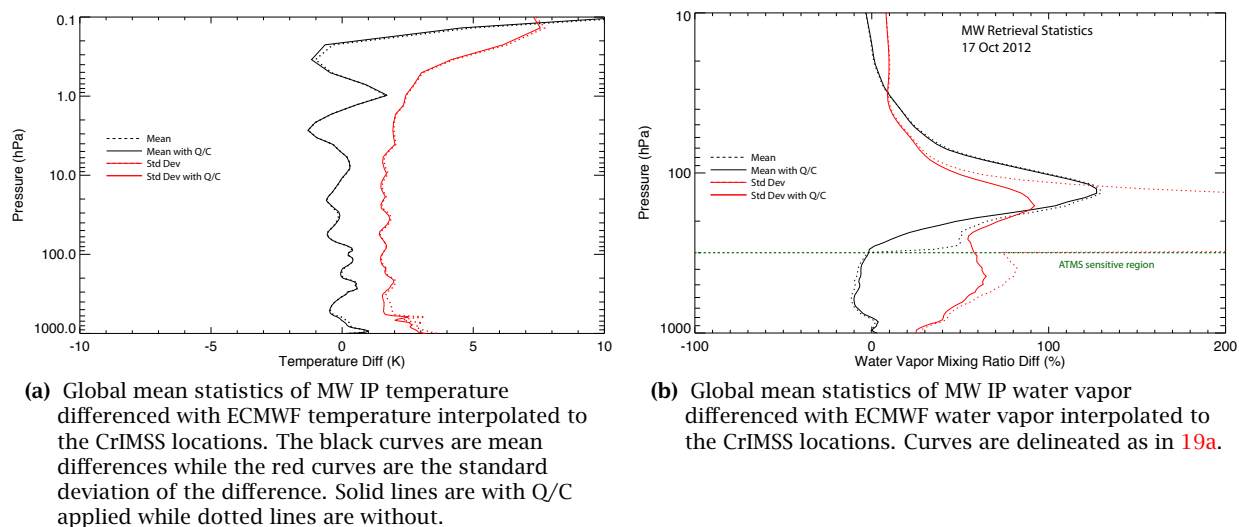 0.1
1.0
10.0
100.0
1000.0
Pressure (hPa)
Mean
Mean with Q/C
Std Dev
Std Dev with Q/C
-10
-5
0
5
10
Temperature Diff (K)
(a) Global mean statistics of MW IP temperature
differenced with ECMWF temperature interpolated to
the CrIMSS locations. The black curves are mean
differences while the red curves are the standard
deviation of the difference. Solid lines are with Q/C
applied while dotted lines are without.
10
100
1000
Pressure (hPa)
MW Retrieval Statistics
17 Oct 2012
Mean
Mean with Q/C
Std Dev
Std Dev with Q/C
ATMS sensitive region
-100
0
100
200
Water Vapor Mixing Ratio Diff (%)
(b) Global mean statistics of MW IP water vapor
differenced with ECMWF water vapor interpolated to
the CrIMSS locations. Curves are delineated as in 19a.